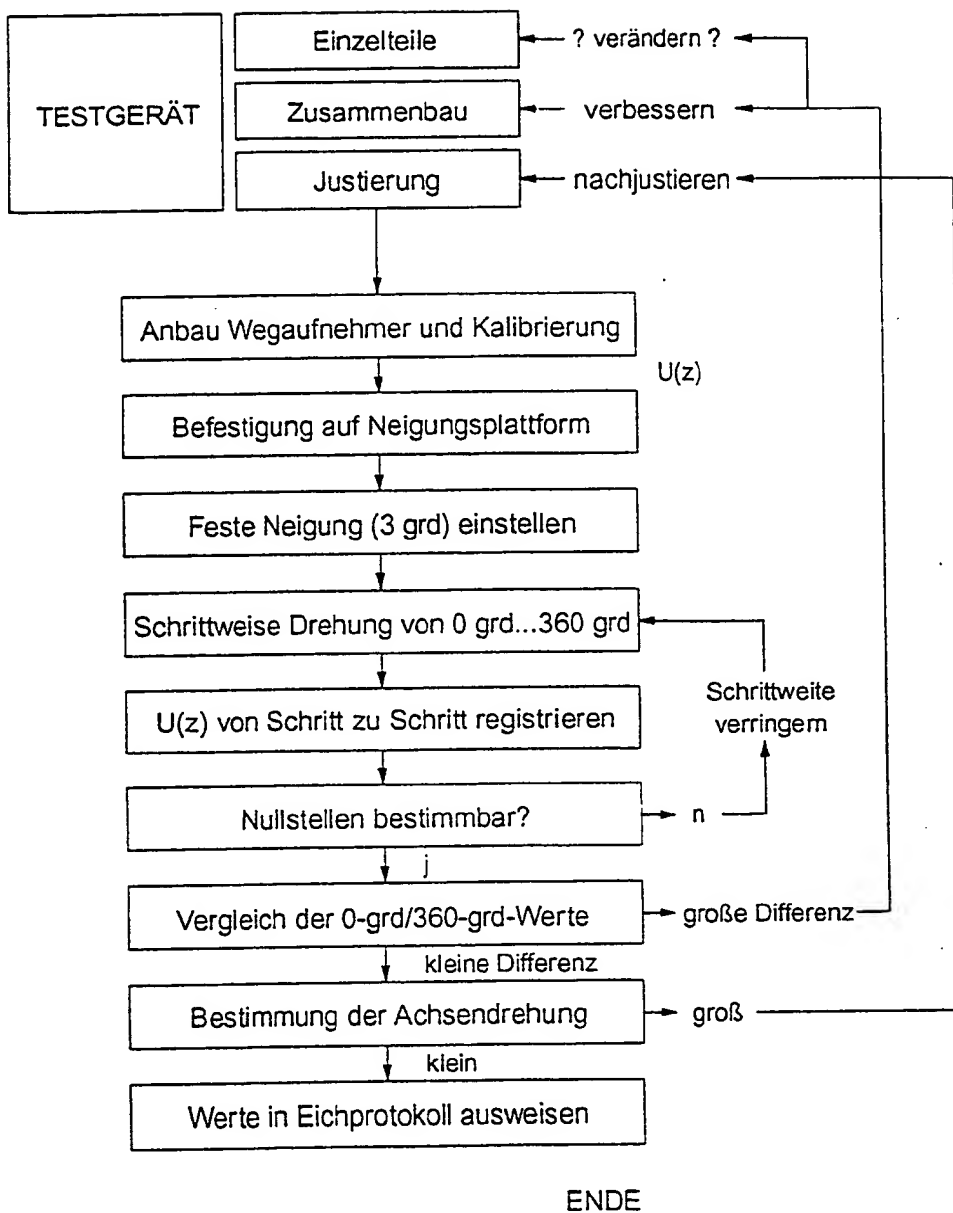 Einzelteile
? verändern ?
TESTGERÄT
Zusammenbau
verbessern
Justierung
nachjustieren
Anbau Wegaufnehmer und Kalibrierung
U(z)
Befestigung auf Neigungsplattform
Feste Neigung (3 grd) einstellen
Schrittweise Drehung von 0 grd...360 grd
Schrittweite
verringern
U(z) von Schritt zu Schritt registrieren
Nullstellen bestimmbar?
n
j
Vergleich der 0-grd/360-grd-Werte
große Differenz
kleine Differenz
Bestimmung der Achsendrehung
groß
klein
Werte in Eichprotokoll ausweisen
ENDE